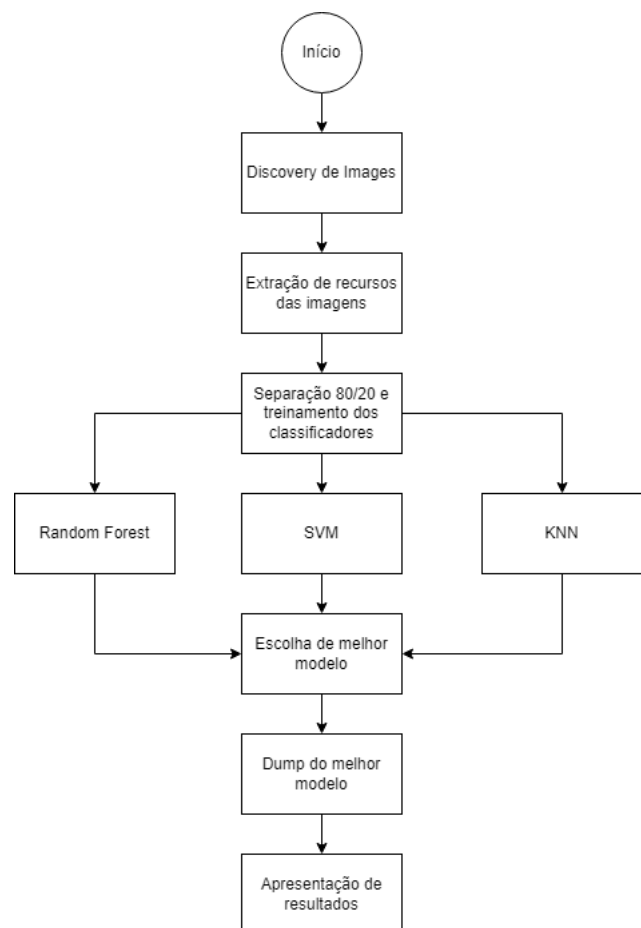 Início
Discovery de Images
Extração de recursos
das imagens
Separação 80/20 e
treinamento dos
classificadores
Random Forest
SVM
KNN
Escolha de melhor
modelo
Dump do melhor
modelo
Apresentação de
resultados